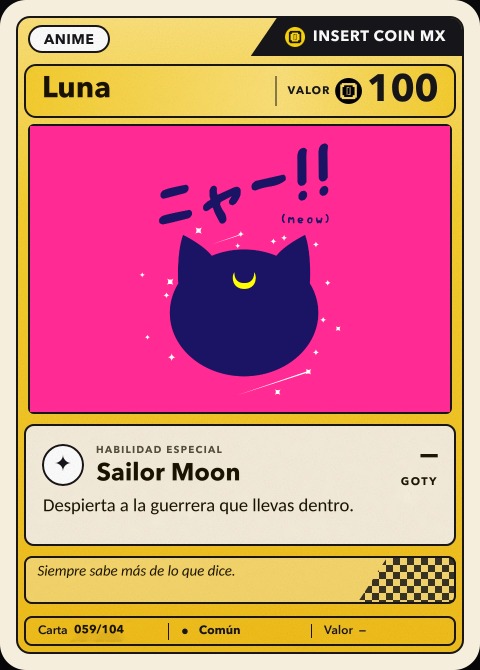 ANIME
INSERT COIN MX
Luna
VALOR 100
ニャー!!
(meow)
HABILIDAD ESPECIAL
Sailor Moon
—
GOTY
Despierta a la guerrera que llevas dentro.
Siempre sabe más de lo que dice.
Carta 059/104
• Común
Valor —